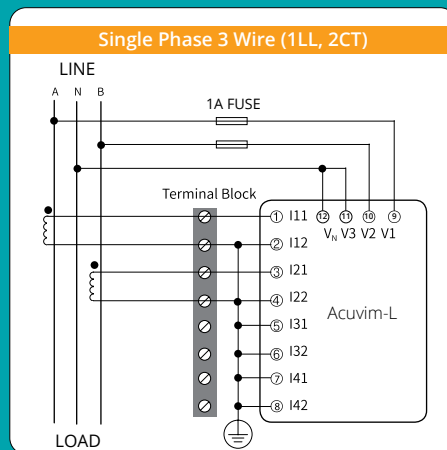 Single Phase 3 Wire (1LL, 2CT)
LINE
A N B
1A FUSE
Terminal Block
12 11 10 9
VN V3 V2 V1
1 I11
2 I12
3 I21
4 I22
Acuvim-L
5 I31
6 I32
7 I41
8 I42
LOAD